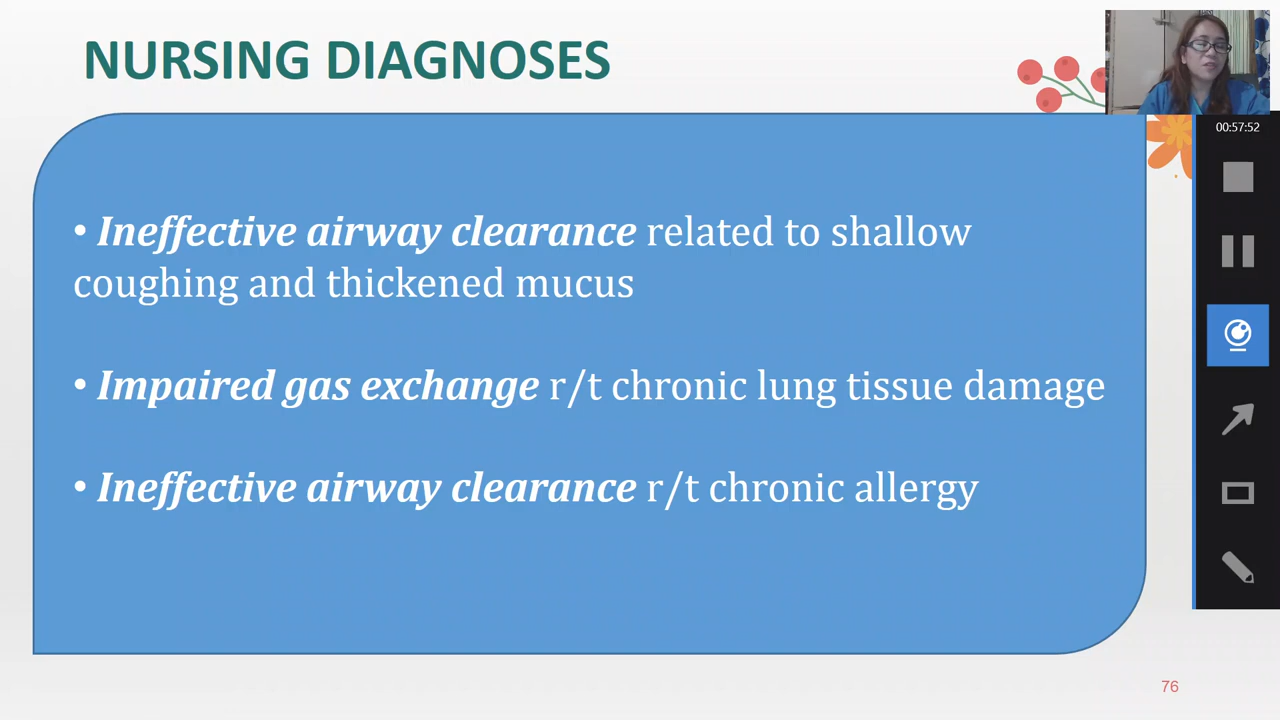 NURSING DIAGNOSES
00:57:52
• Ineffective airway clearance related to shallow
coughing and thickened mucus
• Impaired gas exchange r/t chronic lung tissue damage
• Ineffective airway clearance r/t chronic allergy
76